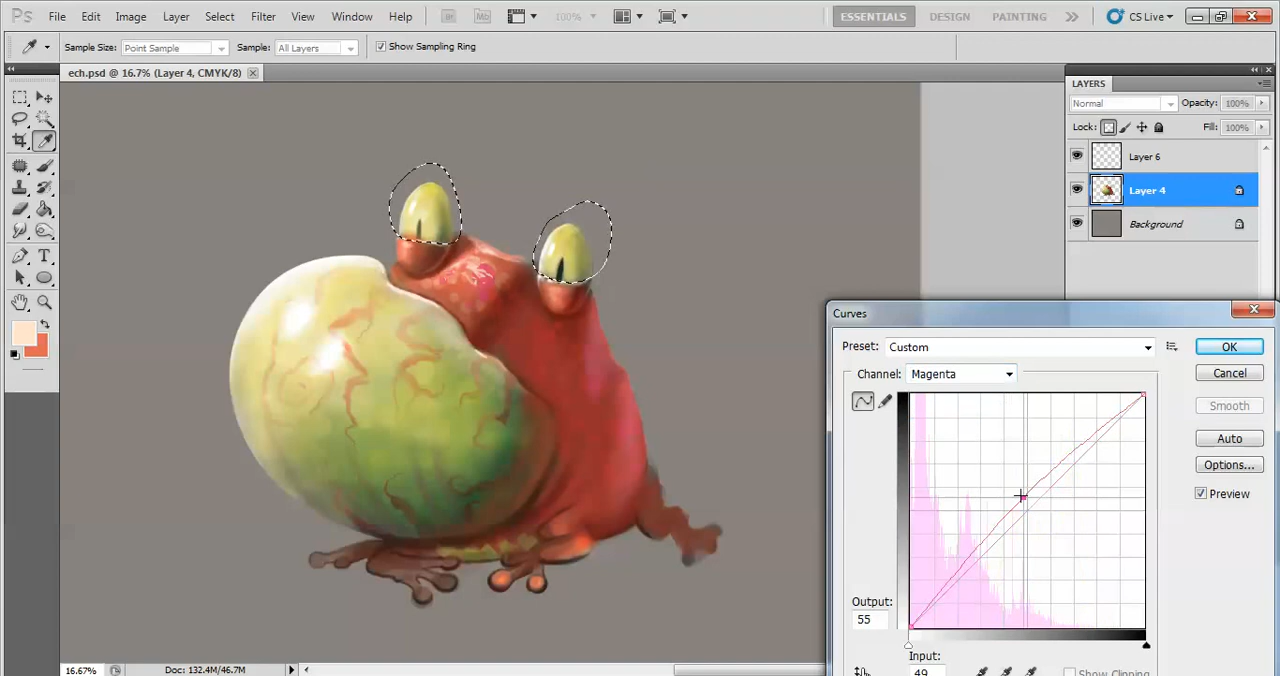 Ps File Edit Image Layer Select Filter View Window Help Br Mb 100% ESSENTIALS DESIGN PAINTING CS Live
Sample Size: Point Sample Sample: All Layers Show Sampling Ring
ech.psd @ 16.7% (Layer 4, CMYK/8)
LAYERS
Normal Opacity: 100%
Lock: Fill: 100%
Layer 6
Layer 4
Background
Curves
Preset: Custom OK
Channel: Magenta Cancel
Smooth
Auto
Options...
Preview
Output:
55
Input:
49 Show Clipping
16.67% Doc: 132.4M/46.7M